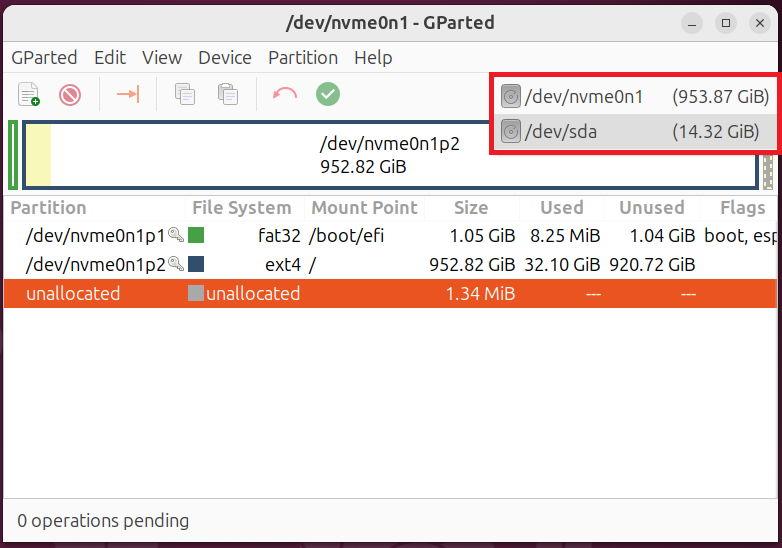 /dev/nvme0n1 - GParted
GParted Edit View Device Partition Help
/dev/nvme0n1 (953.87 GiB)
/dev/sda (14.32 GiB)
/dev/nvme0n1p2
952.82 GiB
Partition File System Mount Point Size Used Unused Flags
/dev/nvme0n1p1 fat32 /boot/efi 1.05 GiB 8.25 MiB 1.04 GiB boot, esp
/dev/nvme0n1p2 ext4 / 952.82 GiB 32.10 GiB 920.72 GiB
unallocated unallocated 1.34 MiB --- ---
0 operations pending